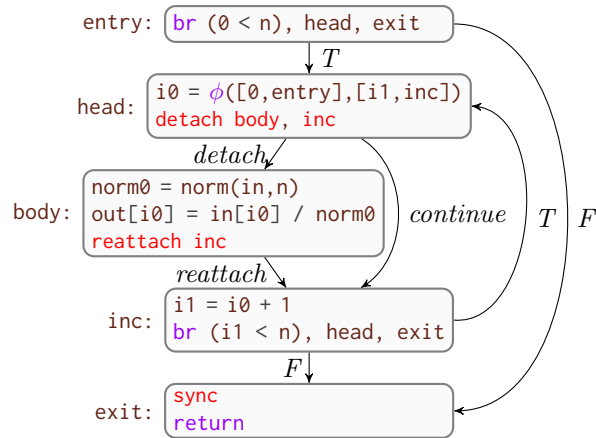 entry: br (0 < n), head, exit
T
head: i0 = ϕ([0,entry],[i1,inc])
detach body, inc
detach
body: norm0 = norm(in,n)
out[i0] = in[i0] / norm0
reattach inc
continue
T
F
reattach
inc: i1 = i0 + 1
br (i1 < n), head, exit
F
exit: sync
return